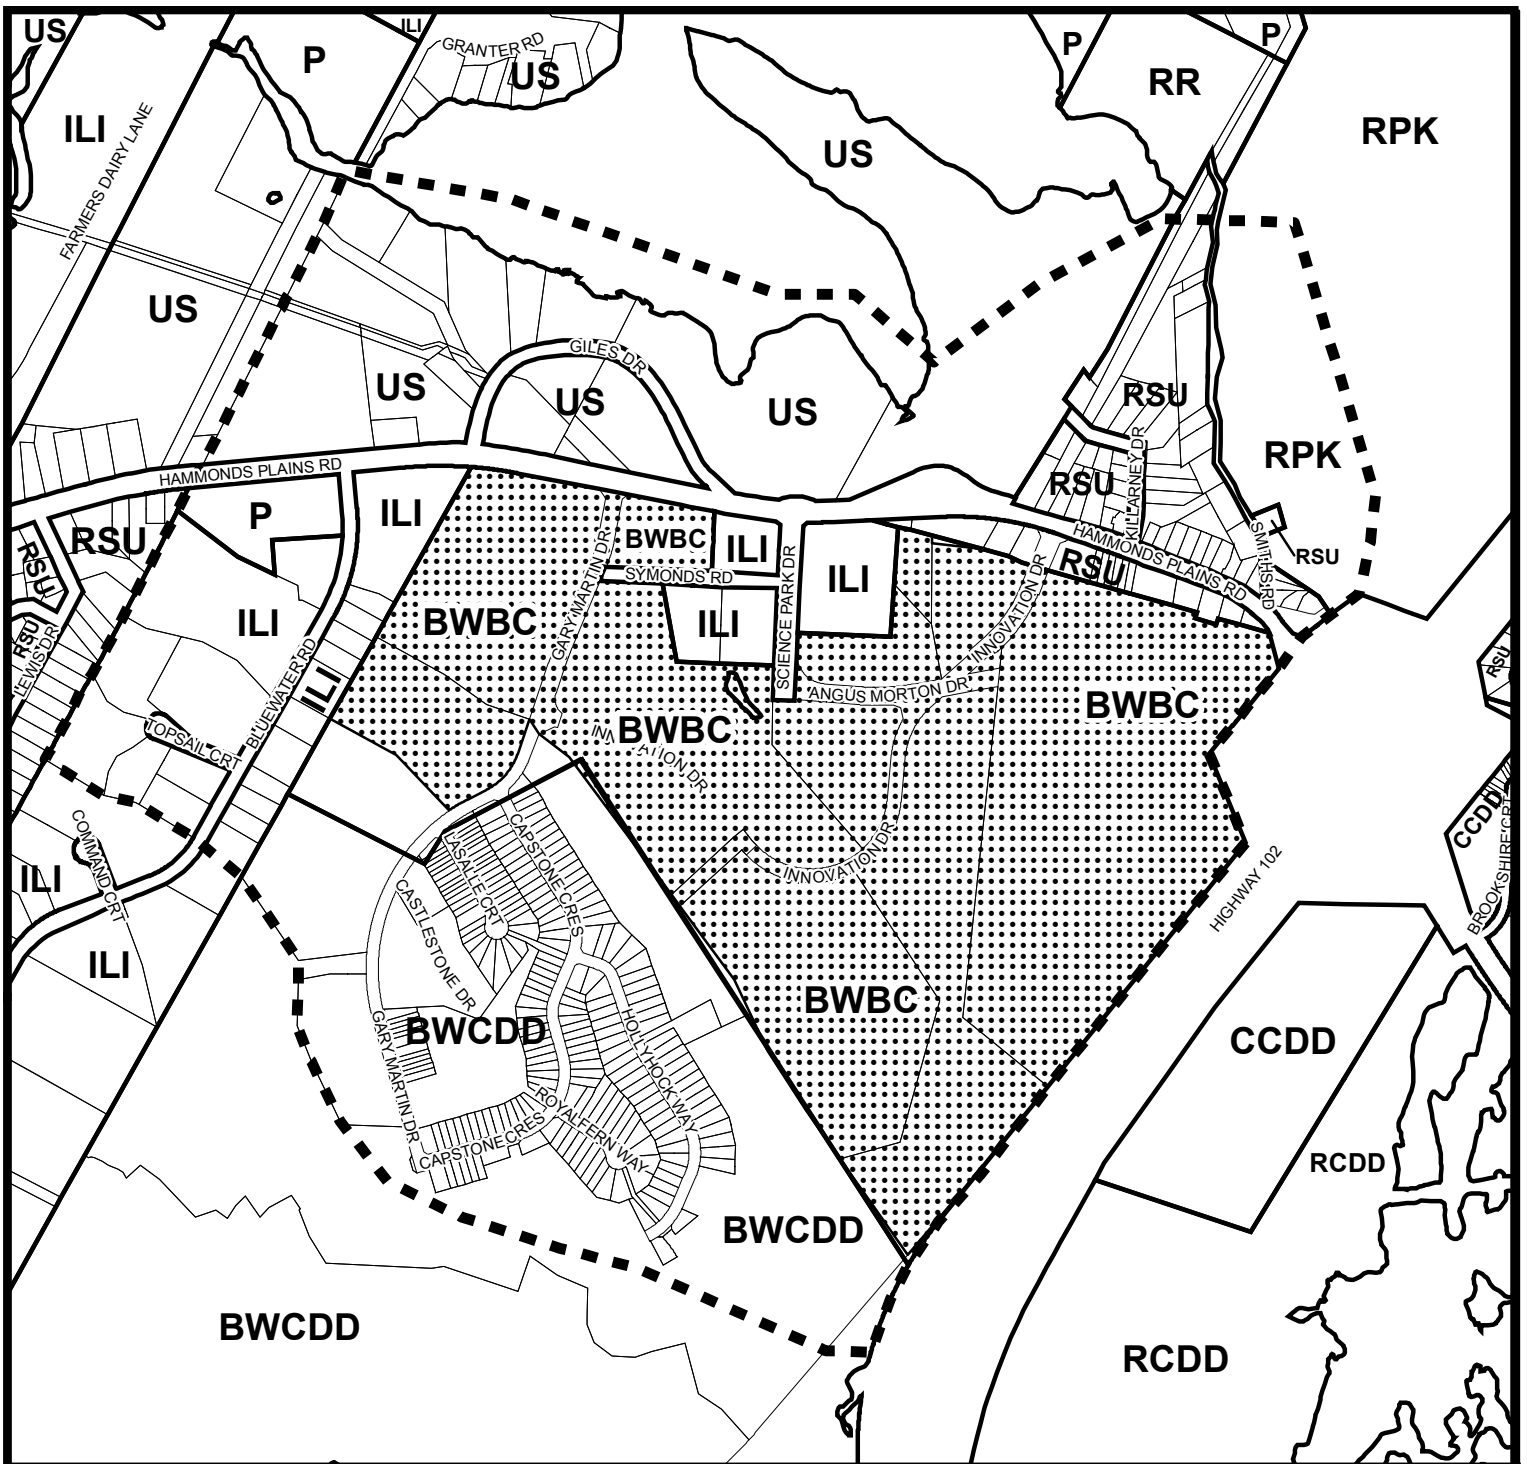 US
ILI
P
ILI
GRANTER RD
US
FARMERS DAIRY LANE
US
P
RR
P
RPK
US
US
GILES DR
US
US
RSU
RPK
HAMMONDS PLAINS RD
P
ILI
RSU
RSU
RSU
LEWIS DR
ILI
BLUEWATER RD
ILI
TOPSAIL CRT
COMMAND CRT
ILI
ILI
BWBC
GARY MARTIN DR
BWBC
SYMONDS RD
ILI
ILI
SCIENCE PARK DR
ILI
RSU
KILLARNEY DR
HAMMONDS PLAINS RD
RSU
SMITHS RD
RSU
INNOVATION DR
ANGUS MORTON DR
BWBC
INNOVATION DR
BWBC
INNOVATION DR
BWBC
HIGHWAY 102
RSU
CCDD
BROOKSHIRE CRT
CAPSTONE CRES
LASALLE CRT
CASTLESTONE DR
BWCDD
GARY MARTIN DR
HOLLYHOCK WAY
ROYALFERN WAY
CAPSTONE CRES
BWCDD
BWCDD
CCDD
RCDD
RCDD